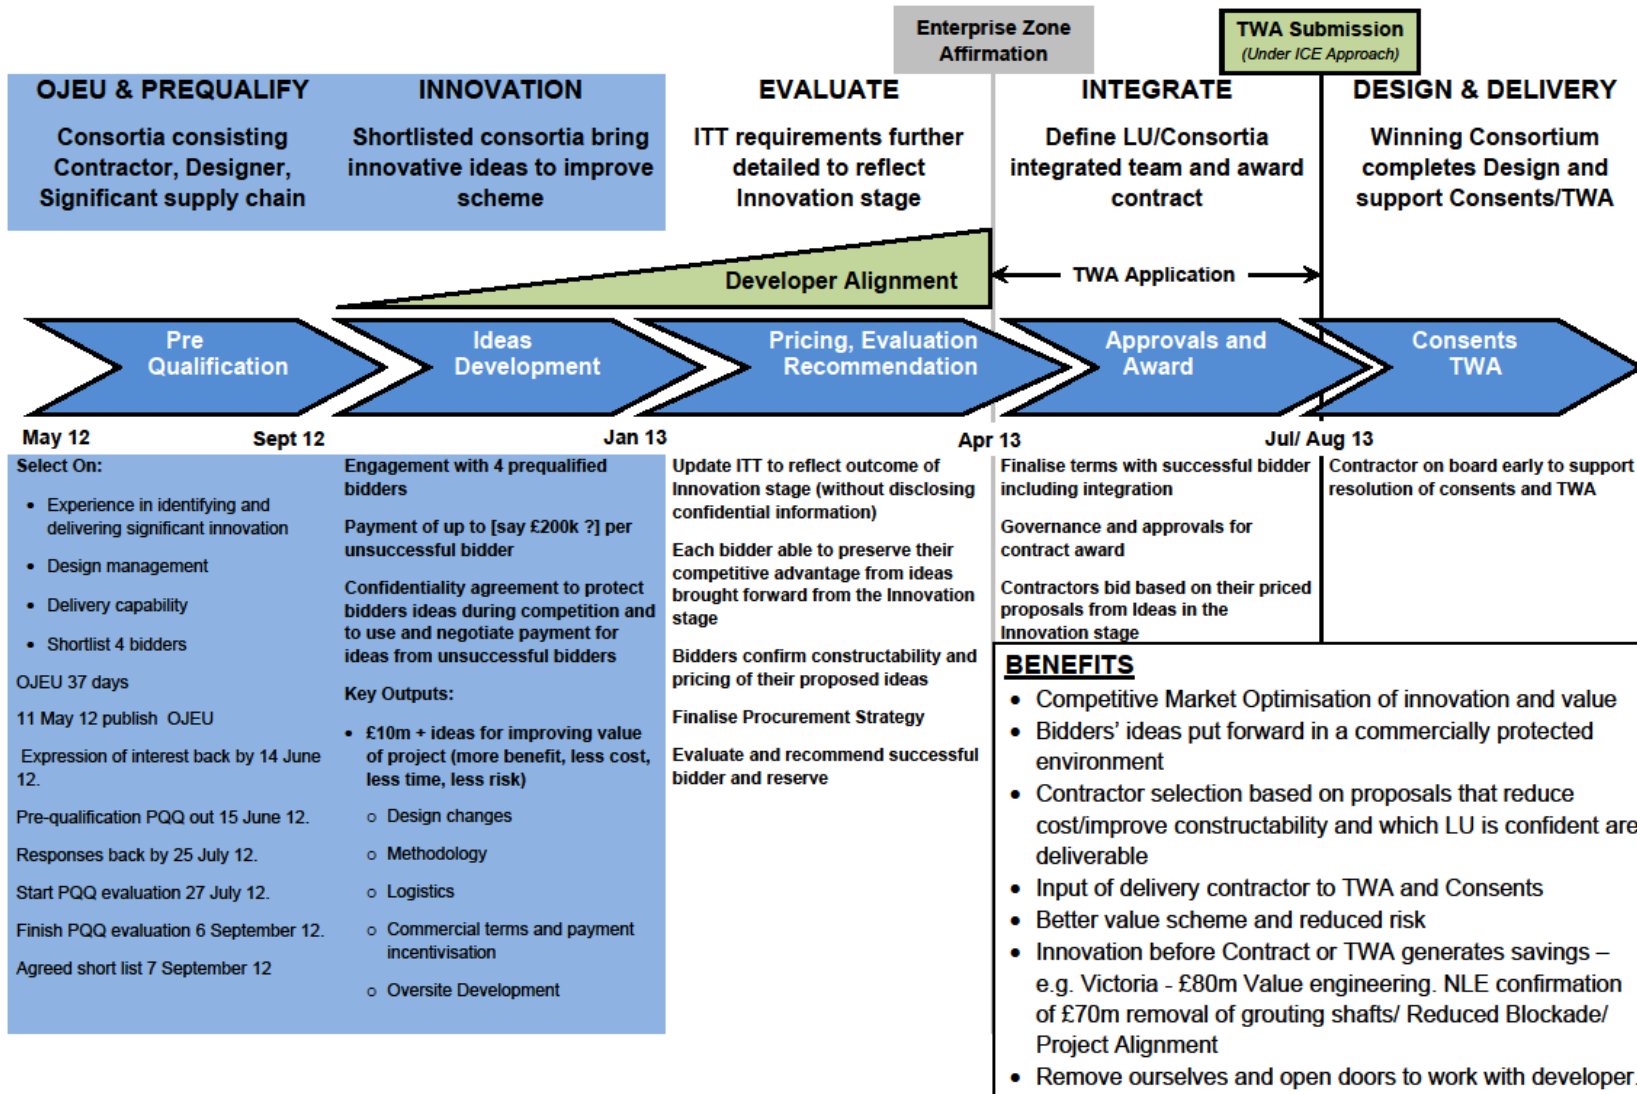 Enterprise Zone
Affirmation
TWA Submission
(Under ICE Approach)
OJEU & PREQUALIFY
Consortia consisting
Contractor, Designer,
Significant supply chain
INNOVATION
Shortlisted consortia bring
innovative ideas to improve
scheme
EVALUATE
ITT requirements further
detailed to reflect
Innovation stage
INTEGRATE
Define LU/Consortia
integrated team and award
contract
DESIGN & DELIVERY
Winning Consortium
completes Design and
support Consents/TWA
Developer Alignment
TWA Application
Pre
Qualification
Ideas
Development
Pricing, Evaluation
Recommendation
Approvals and
Award
Consents
TWA
May 12
Sept 12
Jan 13
Apr 13
Jul/ Aug 13
Select On:
• Experience in identifying and
delivering significant innovation
• Design management
• Delivery capability
• Shortlist 4 bidders
OJEU 37 days
11 May 12 publish OJEU
Expression of interest back by 14 June
12.
Pre-qualification PQQ out 15 June 12.
Responses back by 25 July 12.
Start PQQ evaluation 27 July 12.
Finish PQQ evaluation 6 September 12.
Agreed short list 7 September 12
Engagement with 4 prequalified
bidders
Payment of up to [say £200k ?] per
unsuccessful bidder
Confidentiality agreement to protect
bidders ideas during competition and
to use and negotiate payment for
ideas from unsuccessful bidders
Key Outputs:
• £10m + ideas for improving value
of project (more benefit, less cost,
less time, less risk)
o Design changes
o Methodology
o Logistics
o Commercial terms and payment
incentivisation
o Oversite Development
Update ITT to reflect outcome of
Innovation stage (without disclosing
confidential information)
Each bidder able to preserve their
competitive advantage from ideas
brought forward from the Innovation
stage
Bidders confirm constructability and
pricing of their proposed ideas
Finalise Procurement Strategy
Evaluate and recommend successful
bidder and reserve
Finalise terms with successful bidder
including integration
Governance and approvals for
contract award
Contractors bid based on their priced
proposals from Ideas in the
Innovation stage
Contractor on board early to support
resolution of consents and TWA
BENEFITS
• Competitive Market Optimisation of innovation and value
• Bidders' ideas put forward in a commercially protected
environment
• Contractor selection based on proposals that reduce
cost/improve constructability and which LU is confident are
deliverable
• Input of delivery contractor to TWA and Consents
• Better value scheme and reduced risk
• Innovation before Contract or TWA generates savings –
e.g. Victoria - £80m Value engineering. NLE confirmation
of £70m removal of grouting shafts/ Reduced Blockade/
Project Alignment
• Remove ourselves and open doors to work with developer.